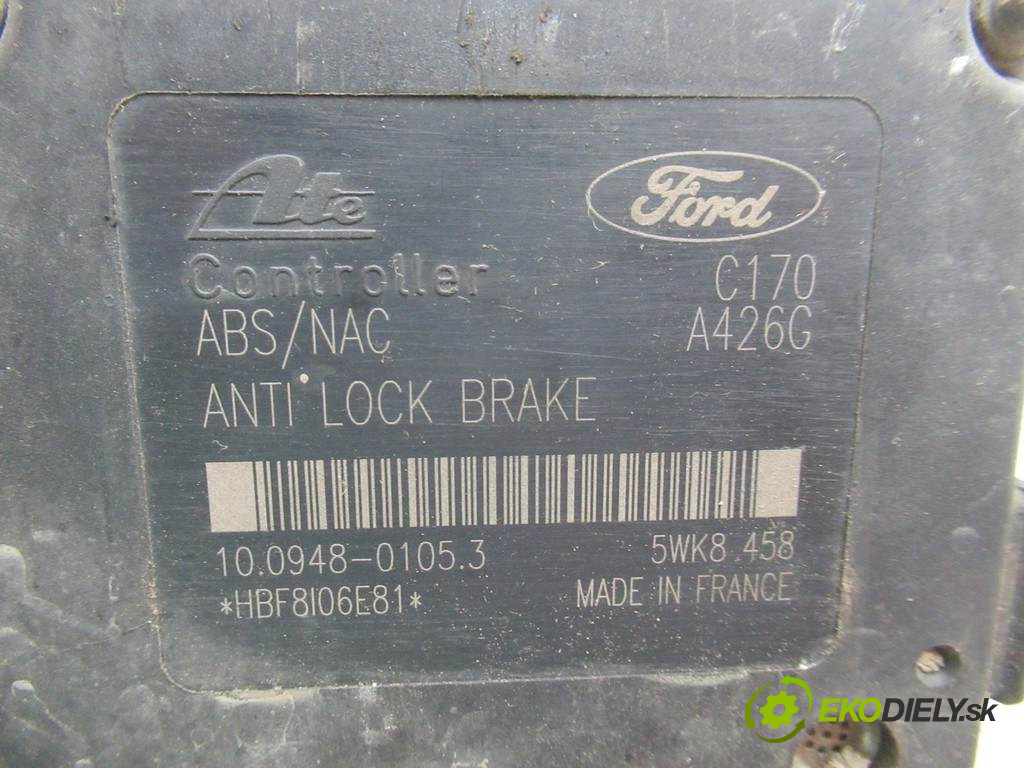 Ate
Ford
Controller
C170
ABS/NAC
A426G
ANTI LOCK BRAKE
10.0948-0105.3
5WK8 458
*HBF8I06E81*
MADE IN FRANCE
EKODIELY.sk